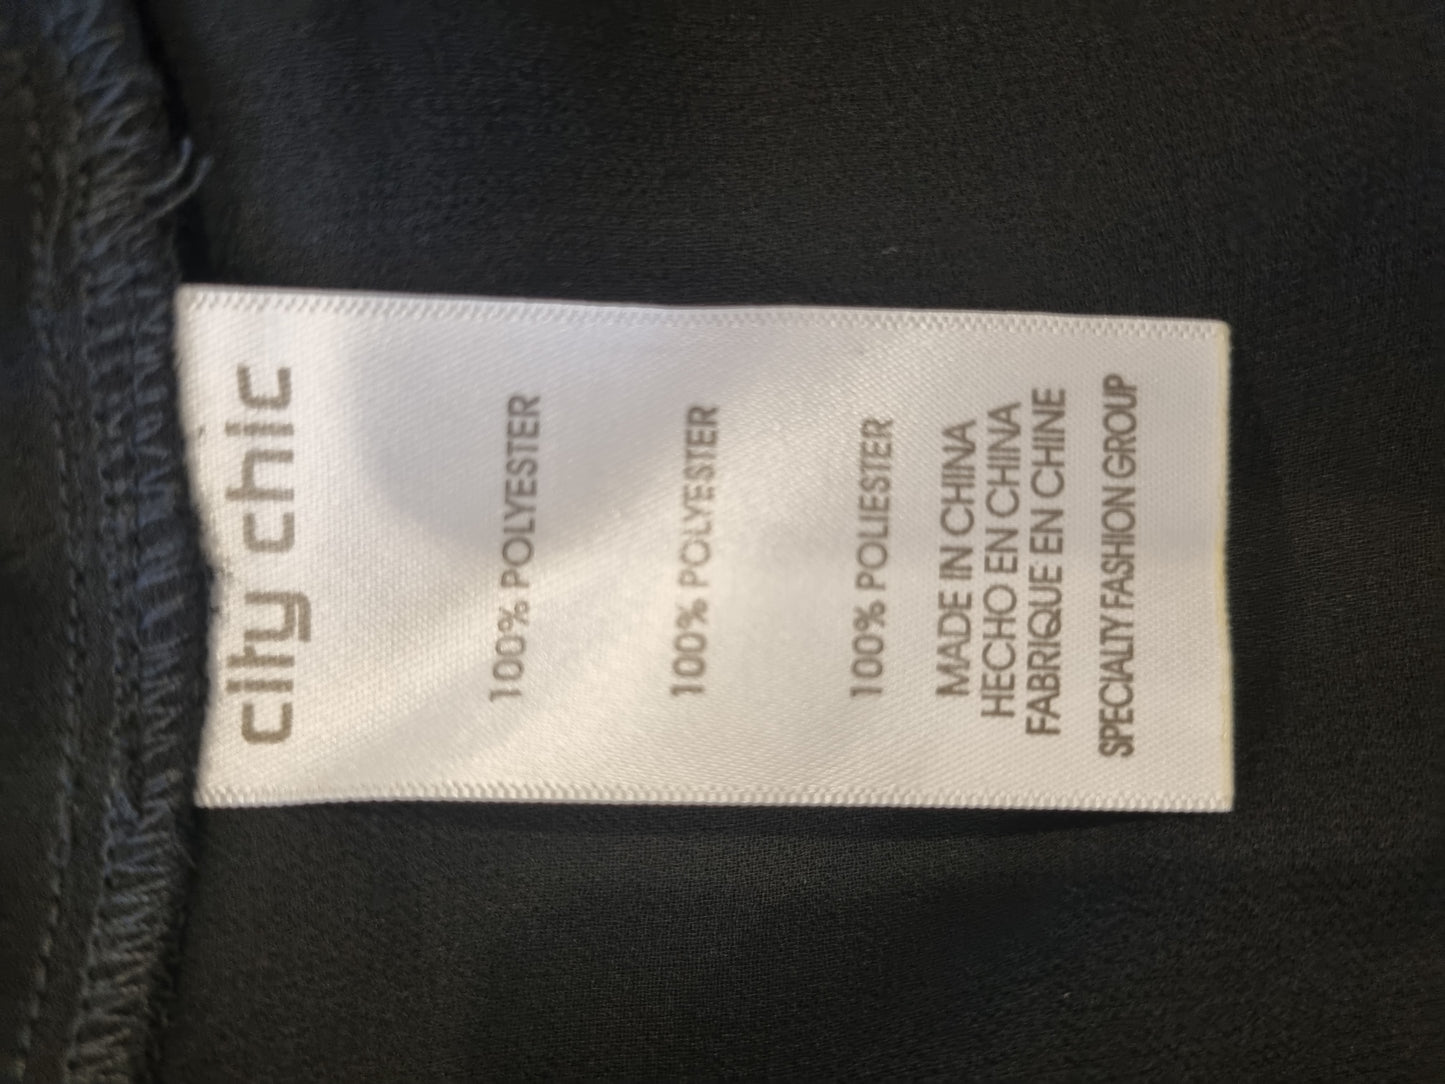 city chic
100% POLYESTER
100% POLYESTER
100% POLIESTER
MADE IN CHINA
HECHO EN CHINA
FABRIQUE EN CHINE
SPECIALTY FASHION GROUP